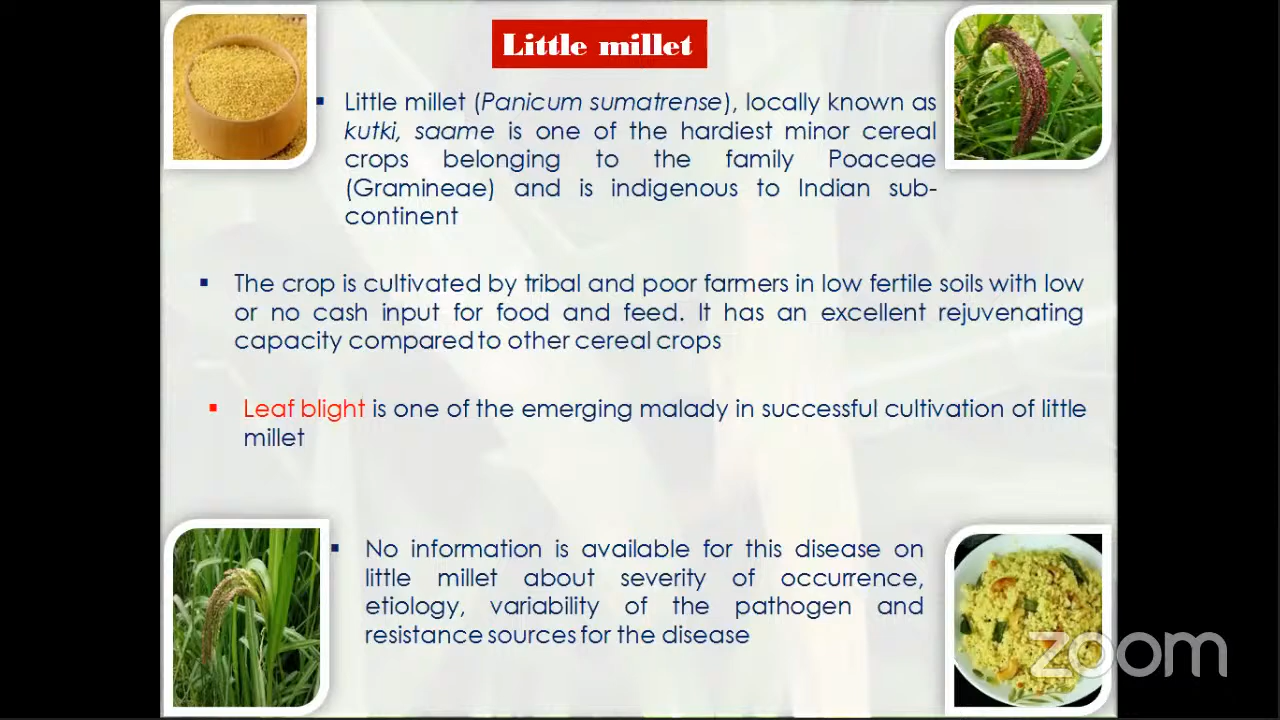 Little millet
▪ Little millet (Panicum sumatrense), locally known as
kutki, saame is one of the hardiest minor cereal
crops belonging to the family Poaceae
(Gramineae) and is indigenous to Indian sub-
continent
▪ The crop is cultivated by tribal and poor farmers in low fertile soils with low
or no cash input for food and feed. It has an excellent rejuvenating
capacity compared to other cereal crops
▪ Leaf blight is one of the emerging malady in successful cultivation of little
millet
▪ No information is available for this disease on
little millet about severity of occurrence,
etiology, variability of the pathogen and
resistance sources for the disease
zoom